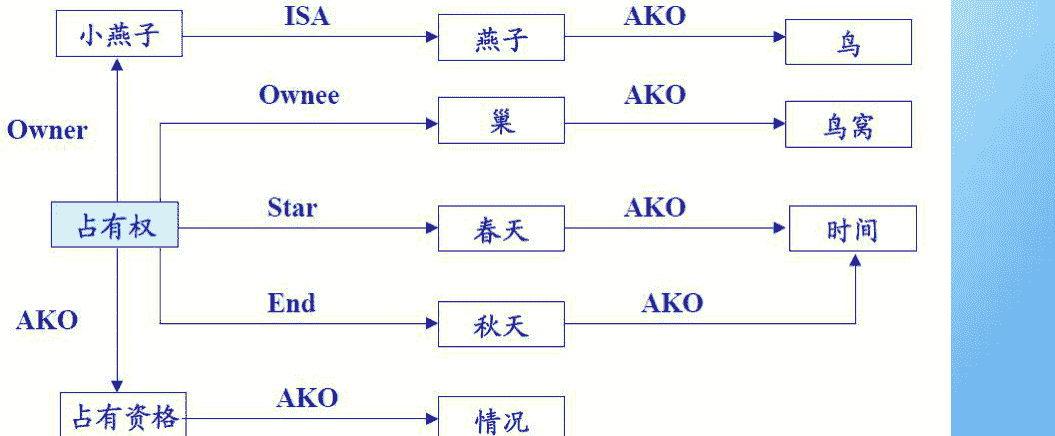 ISA
AKO
小燕子
燕子
鸟
Ownee
AKO
巢
鸟窝
Owner
Star
AKO
占有权
春天
时间
End
AKO
秋天
AKO
AKO
占有资格
情况